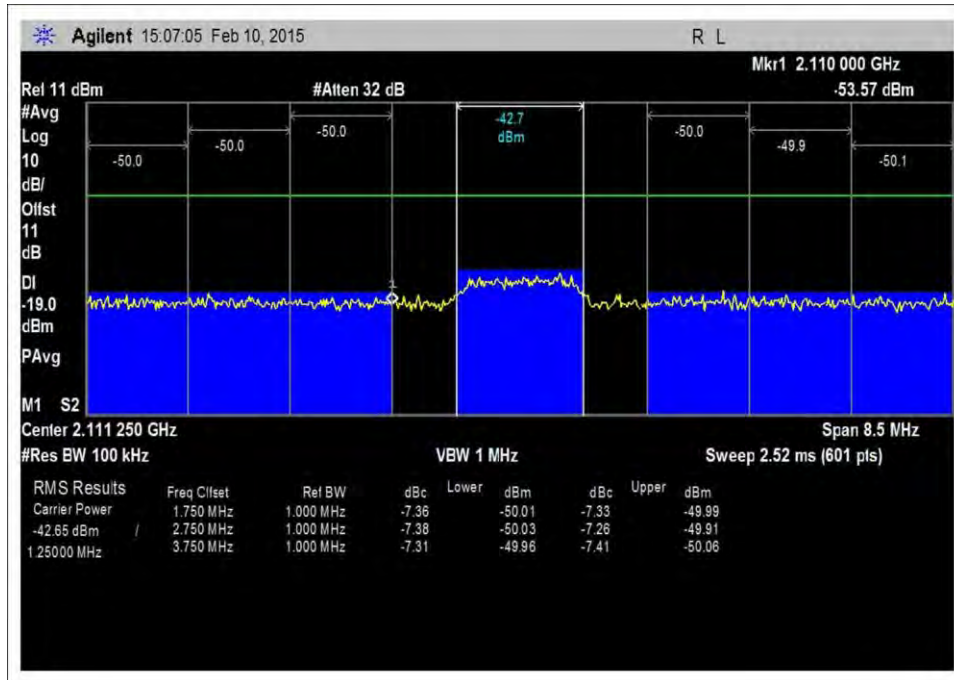 Agilent 15:07:05 Feb 10, 2015 R L
Mkr1 2.110 000 GHz
Rel 11 dBm #Atten 32 dB -53.57 dBm
#Avg
Log
10
dB/
Offst
11
dB
DI
-19.0
dBm
PAvg
M1 S2
-50.0 -50.0 -50.0 -42.7 -50.0 -49.9 -50.1
dBm
1
Center 2.111 250 GHz Span 8.5 MHz
#Res BW 100 kHz VBW 1 MHz Sweep 2.52 ms (601 pts)
RMS Results Freq Clfset Ref BW dBc Lower dBm dBc Upper dBm
Carrier Power 1.750 MHz 1.000 MHz -7.36 -50.01 -7.33 -49.99
-42.65 dBm / 2.750 MHz 1.000 MHz -7.38 -50.03 -7.26 -49.91
1.25000 MHz 3.750 MHz 1.000 MHz -7.31 -49.96 -7.41 -50.06